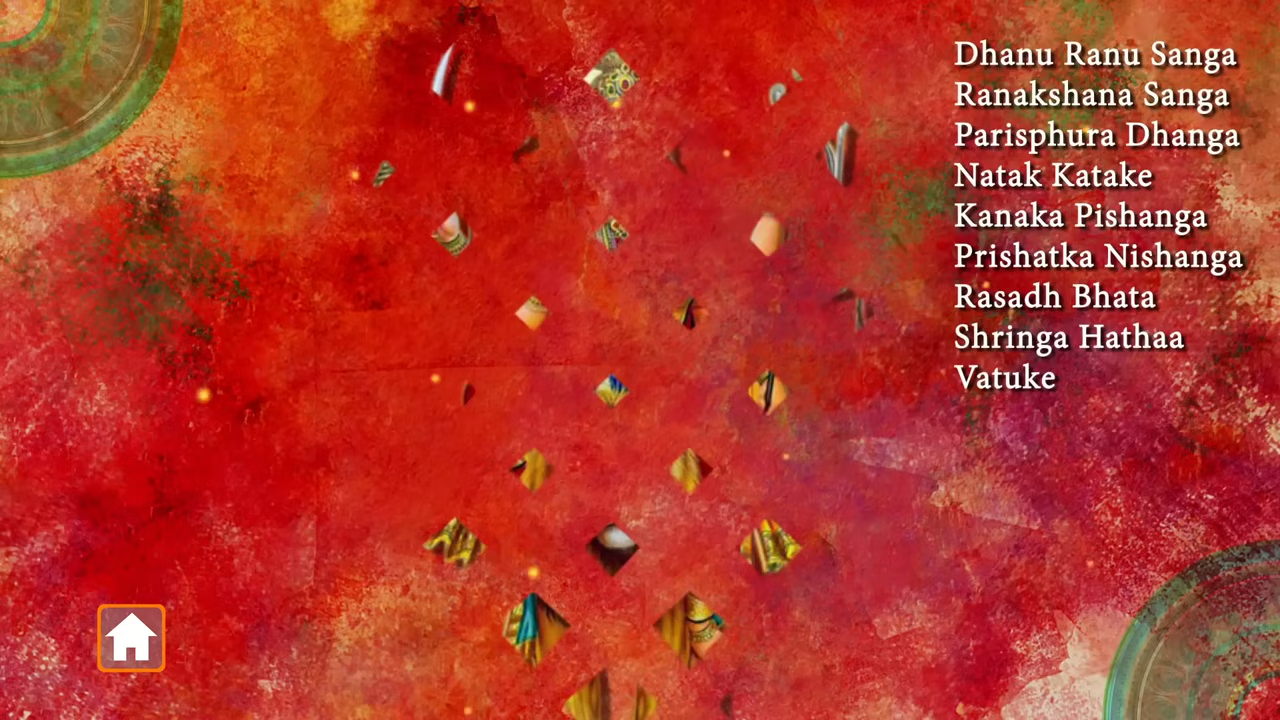 Dhanu Ranu Sanga
Ranakshana Sanga
Parisphura Dhanga
Natak Katake
Kanaka Pishanga
Prishatka Nishanga
Rasadh Bhata
Shringa Hathaa
Vatuke